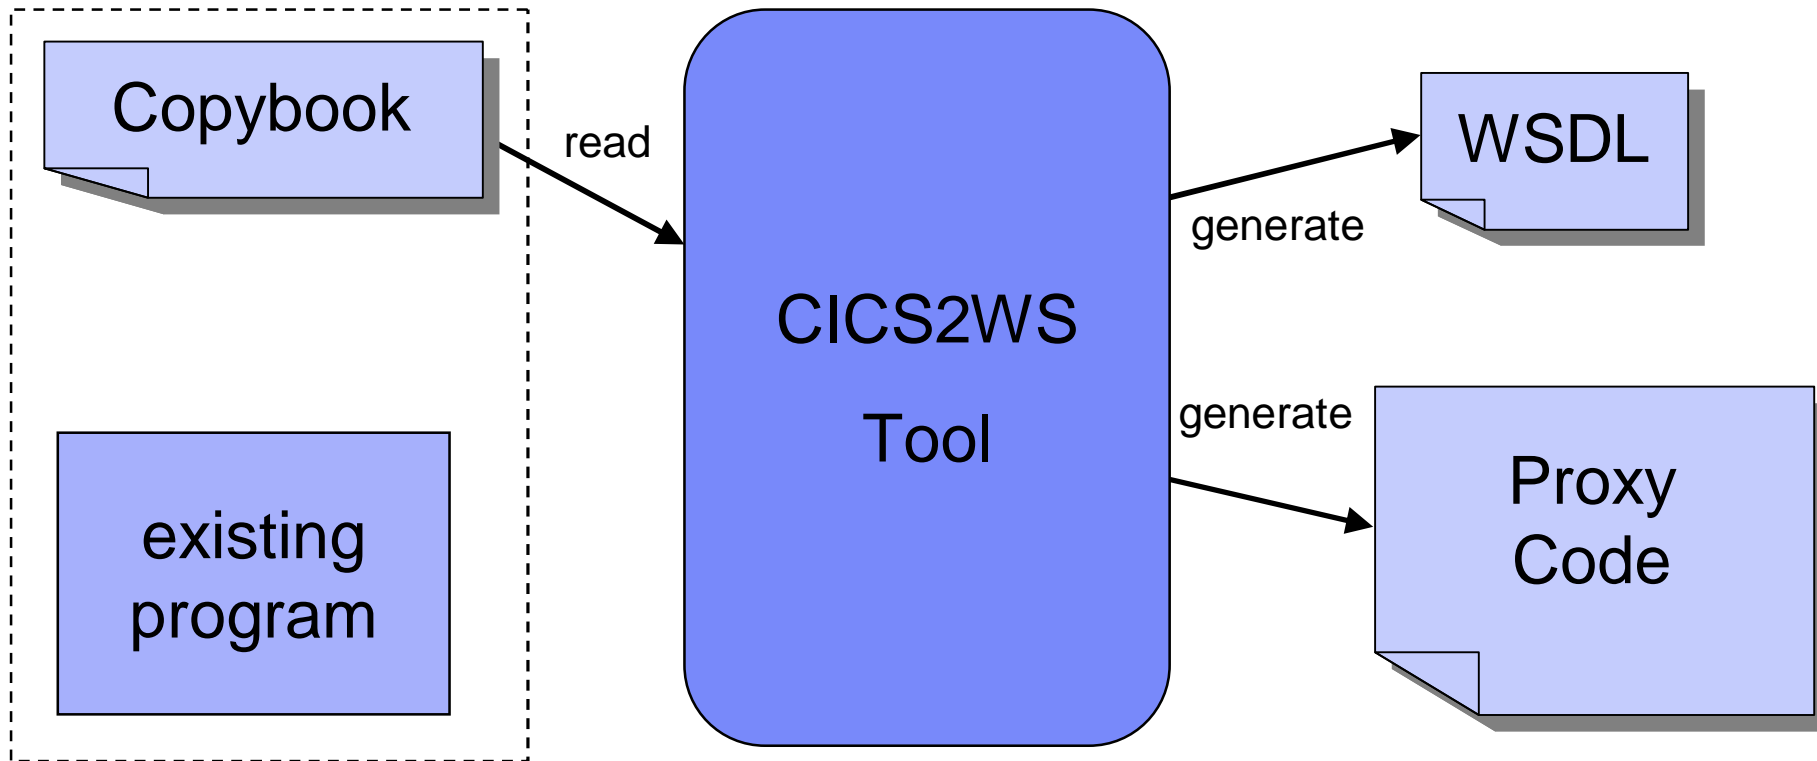 Copybook
read
existing
program
CICS2WS
Tool
generate
WSDL
generate
Proxy
Code